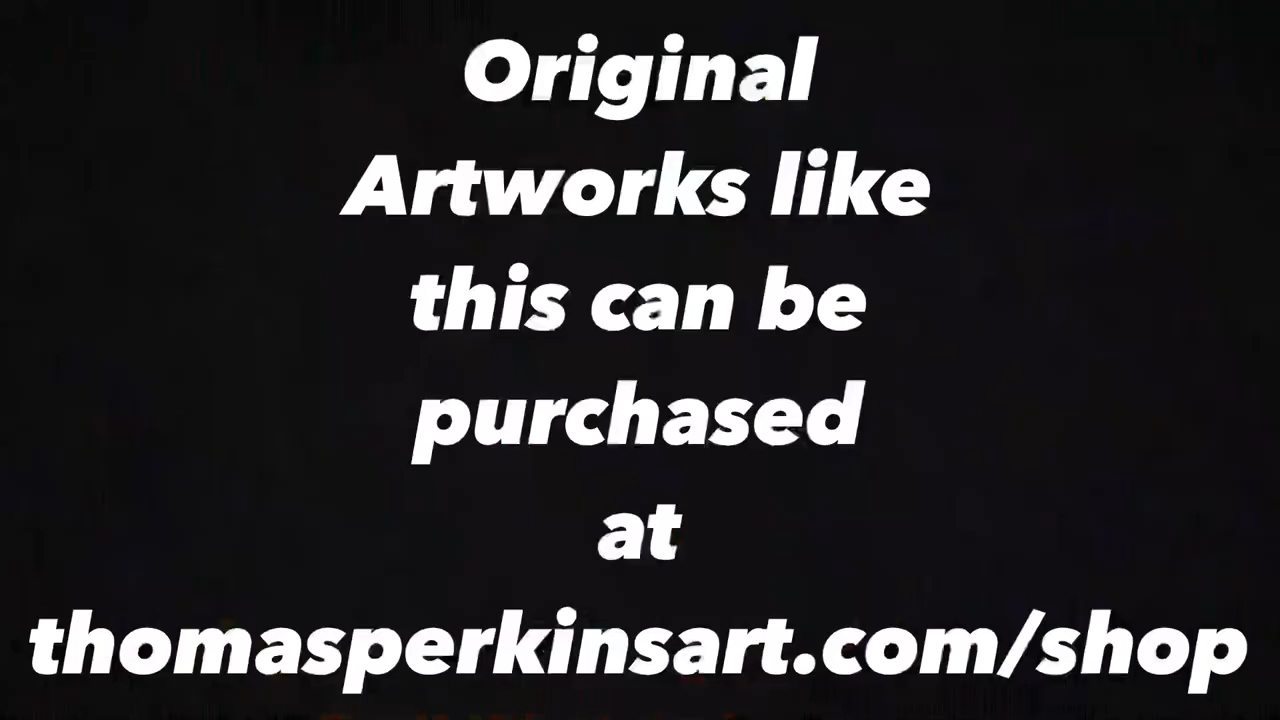 Original
Artworks like
this can be
purchased
at
thomasperkinsart.com/shop